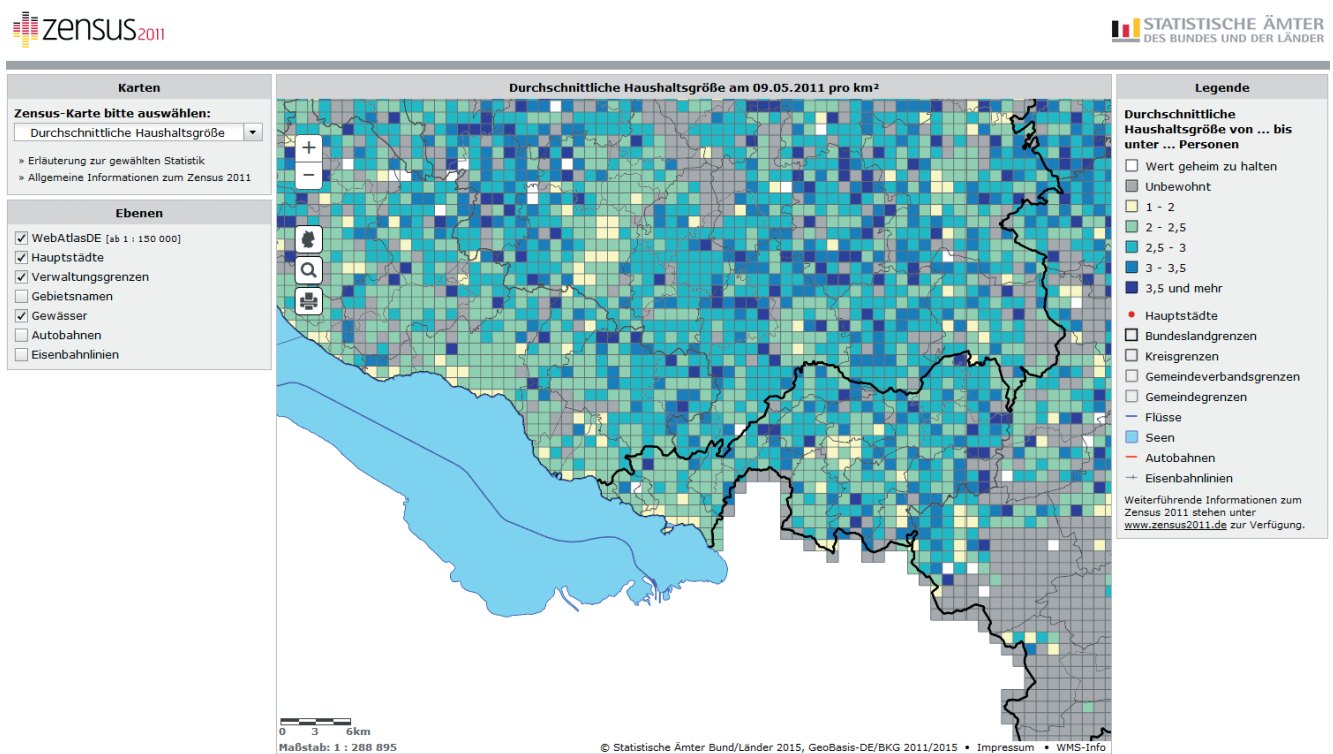 zensus2011
STATISTISCHE ÄMTER
DES BUNDES UND DER LÄNDER
Karten
Zensus-Karte bitte auswählen:
Durchschnittliche Haushaltsgröße
» Erläuterung zur gewählten Statistik
» Allgemeine Informationen zum Zensus 2011
Ebenen
WebAtlasDE [ab 1 : 150 000]
Hauptstädte
Verwaltungsgrenzen
Gebietsnamen
Gewässer
Autobahnen
Eisenbahnlinien
Durchschnittliche Haushaltsgröße am 09.05.2011 pro km²
+
−
0 3 6km
Maßstab: 1 : 288 895
© Statistische Ämter Bund/Länder 2015, GeoBasis-DE/BKG 2011/2015 • Impressum • WMS-Info
Legende
Durchschnittliche
Haushaltsgröße von ... bis
unter ... Personen
Wert geheim zu halten
Unbewohnt
1 - 2
2 - 2,5
2,5 - 3
3 - 3,5
3,5 und mehr
Hauptstädte
Bundeslandgrenzen
Kreisgrenzen
Gemeindeverbandsgrenzen
Gemeindegrenzen
Flüsse
Seen
Autobahnen
Eisenbahnlinien
Weiterführende Informationen zum
Zensus 2011 stehen unter
www.zensus2011.de zur Verfügung.